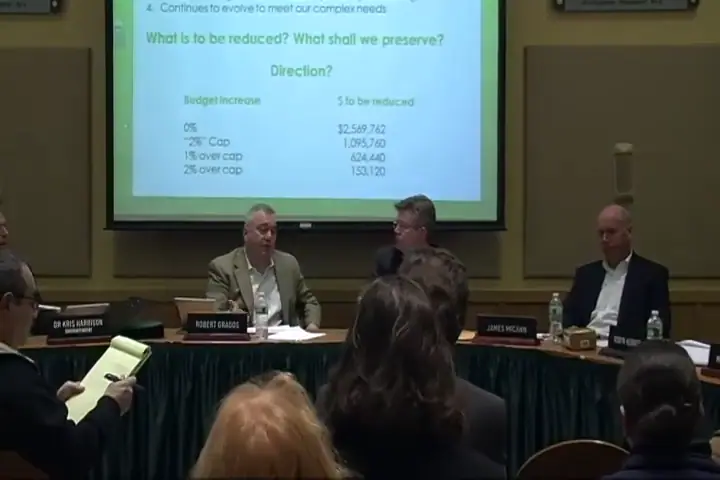 4. Continues to evolve to meet our complex needs
What is to be reduced? What shall we preserve?
Direction?
Budget Increase $ to be reduced
0% $2,569,762
"2%" Cap 1,095,760
1% over cap 624,440
2% over cap 153,120
DR KRIS HARRISON
ROBERT GRADOS
JAMES MICHAN